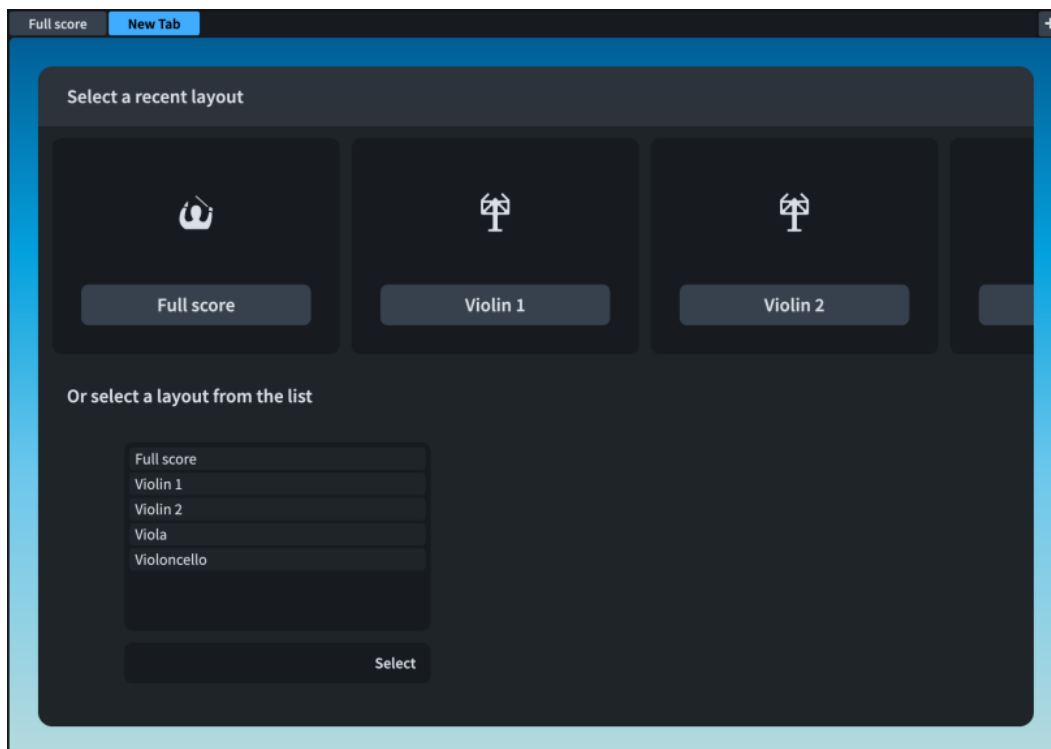 Full score New Tab
Select a recent layout
Full score Violin 1 Violin 2
Or select a layout from the list
Full score
Violin 1
Violin 2
Viola
Violoncello
Select